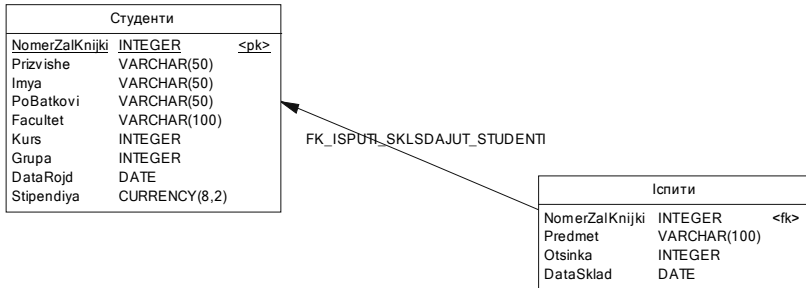 Студенти
NomerZalKnijki INTEGER <pk>
Prizvishe VARCHAR(50)
Imya VARCHAR(50)
PoBatkovi VARCHAR(50)
Facultet VARCHAR(100)
Kurs INTEGER
Grupa INTEGER
DataRojd DATE
Stipendiya CURRENCY(8,2)
FK_ISPUTI_SKLSDAJUT_STUDENTI
Іспити
NomerZalKnijki INTEGER <fk>
Predmet VARCHAR(100)
Otsinka INTEGER
DataSklad DATE